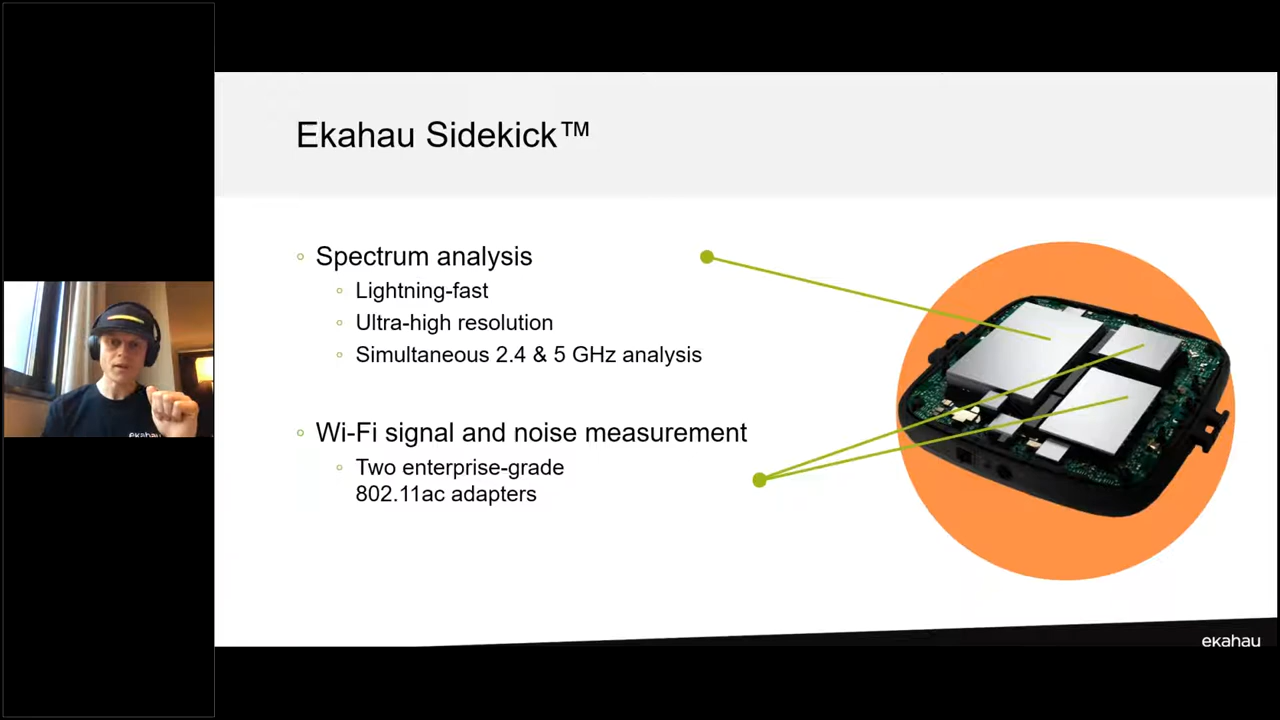 Ekahau Sidekick™
Spectrum analysis
Lightning-fast
Ultra-high resolution
Simultaneous 2.4 & 5 GHz analysis
Wi-Fi signal and noise measurement
Two enterprise-grade
802.11ac adapters
ekahau
ekahau